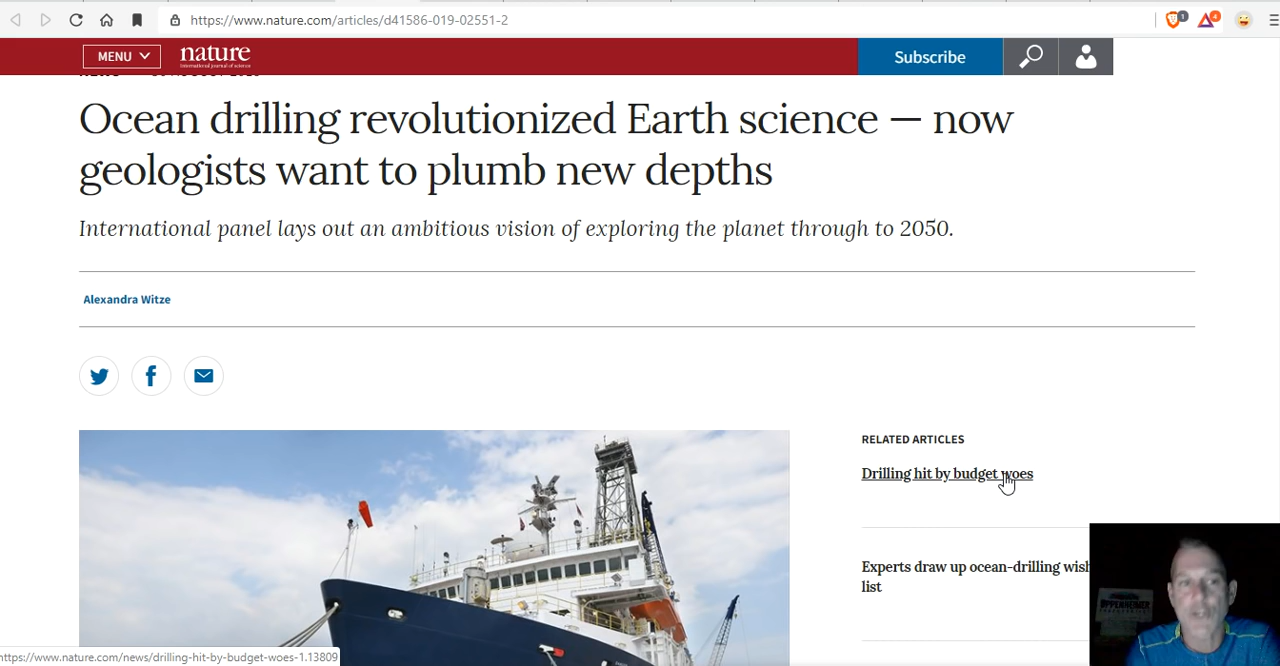 https://www.nature.com/articles/d41586-019-02551-2
1
4
MENU
nature
International journal of science
Subscribe
Ocean drilling revolutionized Earth science — now
geologists want to plumb new depths
International panel lays out an ambitious vision of exploring the planet through to 2050.
Alexandra Witze
RELATED ARTICLES
Drilling hit by budget woes
Experts draw up ocean-drilling wish
list
https://www.nature.com/news/drilling-hit-by-budget-woes-1.13809